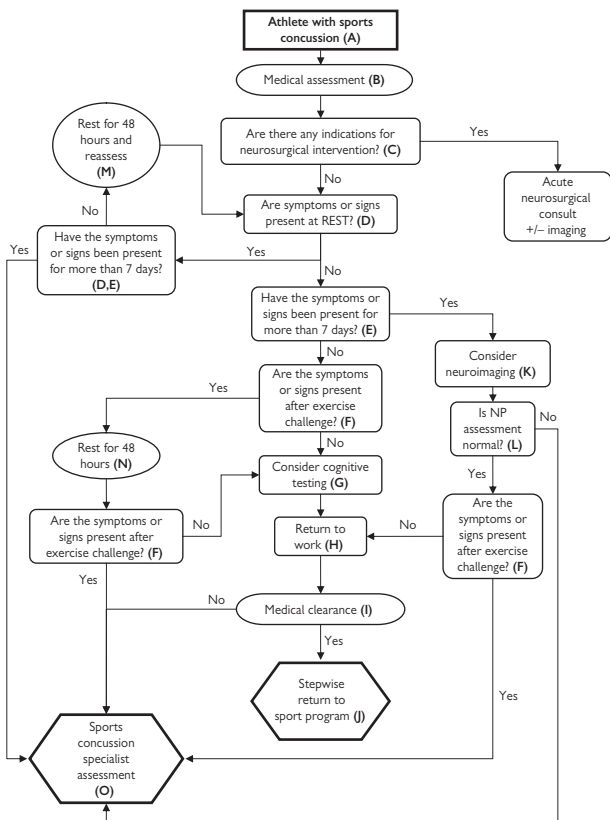 Athlete with sports
concussion (A)
Medical assessment (B)
Rest for 48
hours and
reassess
(M)
Are there any indications for
neurosurgical intervention? (C)
Yes
No
Acute
neurosurgical
consult
+/– imaging
Are symptoms or signs
present at REST? (D)
No
Yes
Have the symptoms
or signs been present
for more than 7 days?
(D,E)
Yes
No
Have the symptoms or
signs been present for
more than 7 days? (E)
Yes
No
Consider
neuroimaging (K)
Are the symptoms
or signs present
after exercise
challenge? (F)
Yes
No
Is NP
assessment
normal? (L)
No
Yes
Rest for 48
hours (N)
Consider cognitive
testing (G)
Are the symptoms or
signs present after
exercise challenge? (F)
No
Yes
Return to
work (H)
No
Are the
symptoms or
signs present
after exercise
challenge? (F)
No
Medical clearance (I)
Yes
Yes
Stepwise
return to
sport program (J)
Sports
concussion
specialist
assessment
(O)